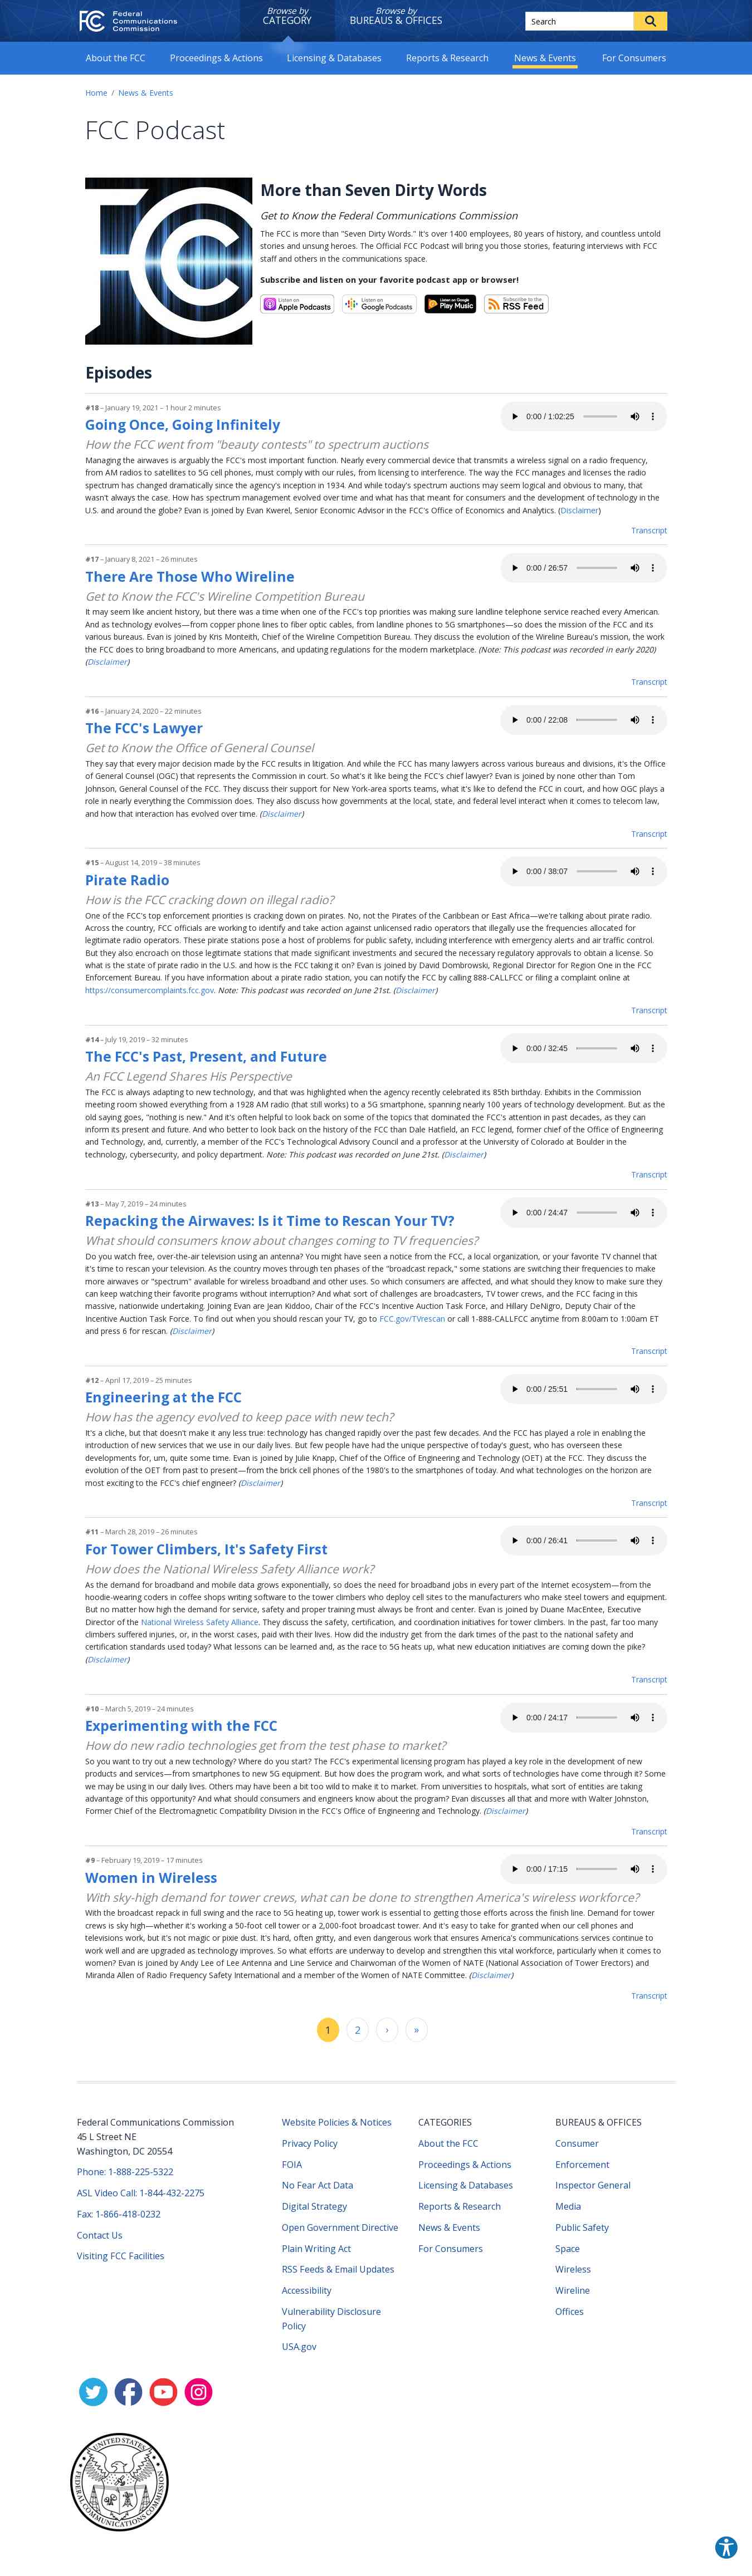 Federal
Communications
Commission
Browse by
CATEGORY
Browse by
BUREAUS & OFFICES
Search
About the FCC
Proceedings & Actions
Licensing & Databases
Reports & Research
News & Events
For Consumers
Home / News & Events
FCC Podcast
More than Seven Dirty Words
Get to Know the Federal Communications Commission
The FCC is more than "Seven Dirty Words." It's over 1400 employees, 80 years of history, and countless untold
stories and unsung heroes. The Official FCC Podcast will bring you those stories, featuring interviews with FCC
staff and others in the communications space.
Subscribe and listen on your favorite podcast app or browser!
Listen on
Apple Podcasts
Listen on
Google Podcasts
Listen on Google
Play Music
Subscribe to the
RSS Feed
FCC
Episodes
#18 – January 19, 2021 – 1 hour 2 minutes
0:00 / 1:02:25
Going Once, Going Infinitely
How the FCC went from "beauty contests" to spectrum auctions
Managing the airwaves is arguably the FCC's most important function. Nearly every commercial device that transmits a wireless signal on a radio frequency,
from AM radios to satellites to 5G cell phones, must comply with our rules, from licensing to interference. The way the FCC manages and licenses the radio
spectrum has changed dramatically since the agency's inception in 1934. And while today's spectrum auctions may seem logical and obvious to many, that
wasn't always the case. How has spectrum management evolved over time and what has that meant for consumers and the development of technology in the
U.S. and around the globe? Evan is joined by Evan Kwerel, Senior Economic Advisor in the FCC's Office of Economics and Analytics. (Disclaimer)
Transcript
#17 – January 8, 2021 – 26 minutes
0:00 / 26:57
There Are Those Who Wireline
Get to Know the FCC's Wireline Competition Bureau
It may seem like ancient history, but there was a time when one of the FCC's top priorities was making sure landline telephone service reached every American.
And as technology evolves—from copper phone lines to fiber optic cables, from landline phones to 5G smartphones—so does the mission of the FCC and its
various bureaus. Evan is joined by Kris Monteith, Chief of the Wireline Competition Bureau. They discuss the evolution of the Wireline Bureau's mission, the work
the FCC does to bring broadband to more Americans, and updating regulations for the modern marketplace. (Note: This podcast was recorded in early 2020)
(Disclaimer)
Transcript
#16 – January 24, 2020 – 22 minutes
0:00 / 22:08
The FCC's Lawyer
Get to Know the Office of General Counsel
They say that every major decision made by the FCC results in litigation. And while the FCC has many lawyers across various bureaus and divisions, it's the Office
of General Counsel (OGC) that represents the Commission in court. So what's it like being the FCC's chief lawyer? Evan is joined by none other than Tom
Johnson, General Counsel of the FCC. They discuss their support for New York-area sports teams, what it's like to defend the FCC in court, and how OGC plays a
role in nearly everything the Commission does. They also discuss how governments at the local, state, and federal level interact when it comes to telecom law,
and how that interaction has evolved over time. (Disclaimer)
Transcript
#15 – August 14, 2019 – 38 minutes
0:00 / 38:07
Pirate Radio
How is the FCC cracking down on illegal radio?
One of the FCC's top enforcement priorities is cracking down on pirates. No, not the Pirates of the Caribbean or East Africa—we're talking about pirate radio.
Across the country, FCC officials are working to identify and take action against unlicensed radio operators that illegally use the frequencies allocated for
legitimate radio operators. These pirate stations pose a host of problems for public safety, including interference with emergency alerts and air traffic control.
But they also encroach on those legitimate stations that made significant investments and secured the necessary regulatory approvals to obtain a license. So
what is the state of pirate radio in the U.S. and how is the FCC taking it on? Evan is joined by David Dombrowski, Regional Director for Region One in the FCC
Enforcement Bureau. If you have information about a pirate radio station, you can notify the FCC by calling 888-CALLFCC or filing a complaint online at
https://consumercomplaints.fcc.gov. Note: This podcast was recorded on June 21st. (Disclaimer)
Transcript
#14 – July 19, 2019 – 32 minutes
0:00 / 32:45
The FCC's Past, Present, and Future
An FCC Legend Shares His Perspective
The FCC is always adapting to new technology, and that was highlighted when the agency recently celebrated its 85th birthday. Exhibits in the Commission
meeting room showed everything from a 1928 AM radio (that still works) to a 5G smartphone, spanning nearly 100 years of technology development. But as the
old saying goes, "nothing is new." And it's often helpful to look back on some of the topics that dominated the FCC's attention in past decades, as they can
inform its present and future. And who better to look back on the history of the FCC than Dale Hatfield, an FCC legend, former chief of the Office of Engineering
and Technology, and, currently, a member of the FCC's Technological Advisory Council and a professor at the University of Colorado at Boulder in the
technology, cybersecurity, and policy department. Note: This podcast was recorded on June 21st. (Disclaimer)
Transcript
#13 – May 7, 2019 – 24 minutes
0:00 / 24:47
Repacking the Airwaves: Is it Time to Rescan Your TV?
What should consumers know about changes coming to TV frequencies?
Do you watch free, over-the-air television using an antenna? You might have seen a notice from the FCC, a local organization, or your favorite TV channel that
it's time to rescan your television. As the country moves through ten phases of the "broadcast repack," some stations are switching their frequencies to make
more airwaves or "spectrum" available for wireless broadband and other uses. So which consumers are affected, and what should they know to make sure they
can keep watching their favorite programs without interruption? And what sort of challenges are broadcasters, TV tower crews, and the FCC facing in this
massive, nationwide undertaking. Joining Evan are Jean Kiddoo, Chair of the FCC's Incentive Auction Task Force, and Hillary DeNigro, Deputy Chair of the
Incentive Auction Task Force. To find out when you should rescan your TV, go to FCC.gov/TVrescan or call 1-888-CALLFCC anytime from 8:00am to 1:00am ET
and press 6 for rescan. (Disclaimer)
Transcript
#12 – April 17, 2019 – 25 minutes
0:00 / 25:51
Engineering at the FCC
How has the agency evolved to keep pace with new tech?
It's a cliche, but that doesn't make it any less true: technology has changed rapidly over the past few decades. And the FCC has played a role in enabling the
introduction of new services that we use in our daily lives. But few people have had the unique perspective of today's guest, who has overseen these
developments for, um, quite some time. Evan is joined by Julie Knapp, Chief of the Office of Engineering and Technology (OET) at the FCC. They discuss the
evolution of the OET from past to present—from the brick cell phones of the 1980's to the smartphones of today. And what technologies on the horizon are
most exciting to the FCC's chief engineer? (Disclaimer)
Transcript
#11 – March 28, 2019 – 26 minutes
0:00 / 26:41
For Tower Climbers, It's Safety First
How does the National Wireless Safety Alliance work?
As the demand for broadband and mobile data grows exponentially, so does the need for broadband jobs in every part of the Internet ecosystem—from the
hoodie-wearing coders in coffee shops writing software to the tower climbers who deploy cell sites to the manufacturers who make steel towers and equipment.
But no matter how high the demand for service, safety and proper training must always be front and center. Evan is joined by Duane MacEntee, Executive
Director of the National Wireless Safety Alliance. They discuss the safety, certification, and coordination initiatives for tower climbers. In the past, far too many
climbers suffered injuries, or, in the worst cases, paid with their lives. How did the industry get from the dark times of the past to the national safety and
certification standards used today? What lessons can be learned and, as the race to 5G heats up, what new education initiatives are coming down the pike?
(Disclaimer)
Transcript
#10 – March 5, 2019 – 24 minutes
0:00 / 24:17
Experimenting with the FCC
How do new radio technologies get from the test phase to market?
So you want to try out a new technology? Where do you start? The FCC's experimental licensing program has played a key role in the development of new
products and services—from smartphones to new 5G equipment. But how does the program work, and what sorts of technologies have come through it? Some
we may be using in our daily lives. Others may have been a bit too wild to make it to market. From universities to hospitals, what sort of entities are taking
advantage of this opportunity? And what should consumers and engineers know about the program? Evan discusses all that and more with Walter Johnston,
Former Chief of the Electromagnetic Compatibility Division in the FCC's Office of Engineering and Technology. (Disclaimer)
Transcript
#9 – February 19, 2019 – 17 minutes
0:00 / 17:15
Women in Wireless
With sky-high demand for tower crews, what can be done to strengthen America's wireless workforce?
With the broadcast repack in full swing and the race to 5G heating up, tower work is essential to getting those efforts across the finish line. Demand for tower
crews is sky high—whether it's working a 50-foot cell tower or a 2,000-foot broadcast tower. And it's easy to take for granted when our cell phones and
televisions work, but it's not magic or pixie dust. It's hard, often gritty, and even dangerous work that ensures America's communications services continue to
work well and are upgraded as technology improves. So what efforts are underway to develop and strengthen this vital workforce, particularly when it comes to
women? Evan is joined by Andy Lee of Lee Antenna and Line Service and Chairwoman of the Women of NATE (National Association of Tower Erectors) and
Miranda Allen of Radio Frequency Safety International and a member of the Women of NATE Committee. (Disclaimer)
Transcript
1
2
›
»
Federal Communications Commission
45 L Street NE
Washington, DC 20554
Phone: 1-888-225-5322
ASL Video Call: 1-844-432-2275
Fax: 1-866-418-0232
Contact Us
Visiting FCC Facilities
Website Policies & Notices
Privacy Policy
FOIA
No Fear Act Data
Digital Strategy
Open Government Directive
Plain Writing Act
RSS Feeds & Email Updates
Accessibility
Vulnerability Disclosure
Policy
USA.gov
CATEGORIES
About the FCC
Proceedings & Actions
Licensing & Databases
Reports & Research
News & Events
For Consumers
BUREAUS & OFFICES
Consumer
Enforcement
Inspector General
Media
Public Safety
Space
Wireless
Wireline
Offices
UNITED STATES
FEDERAL COMMUNICATIONS COMMISSION